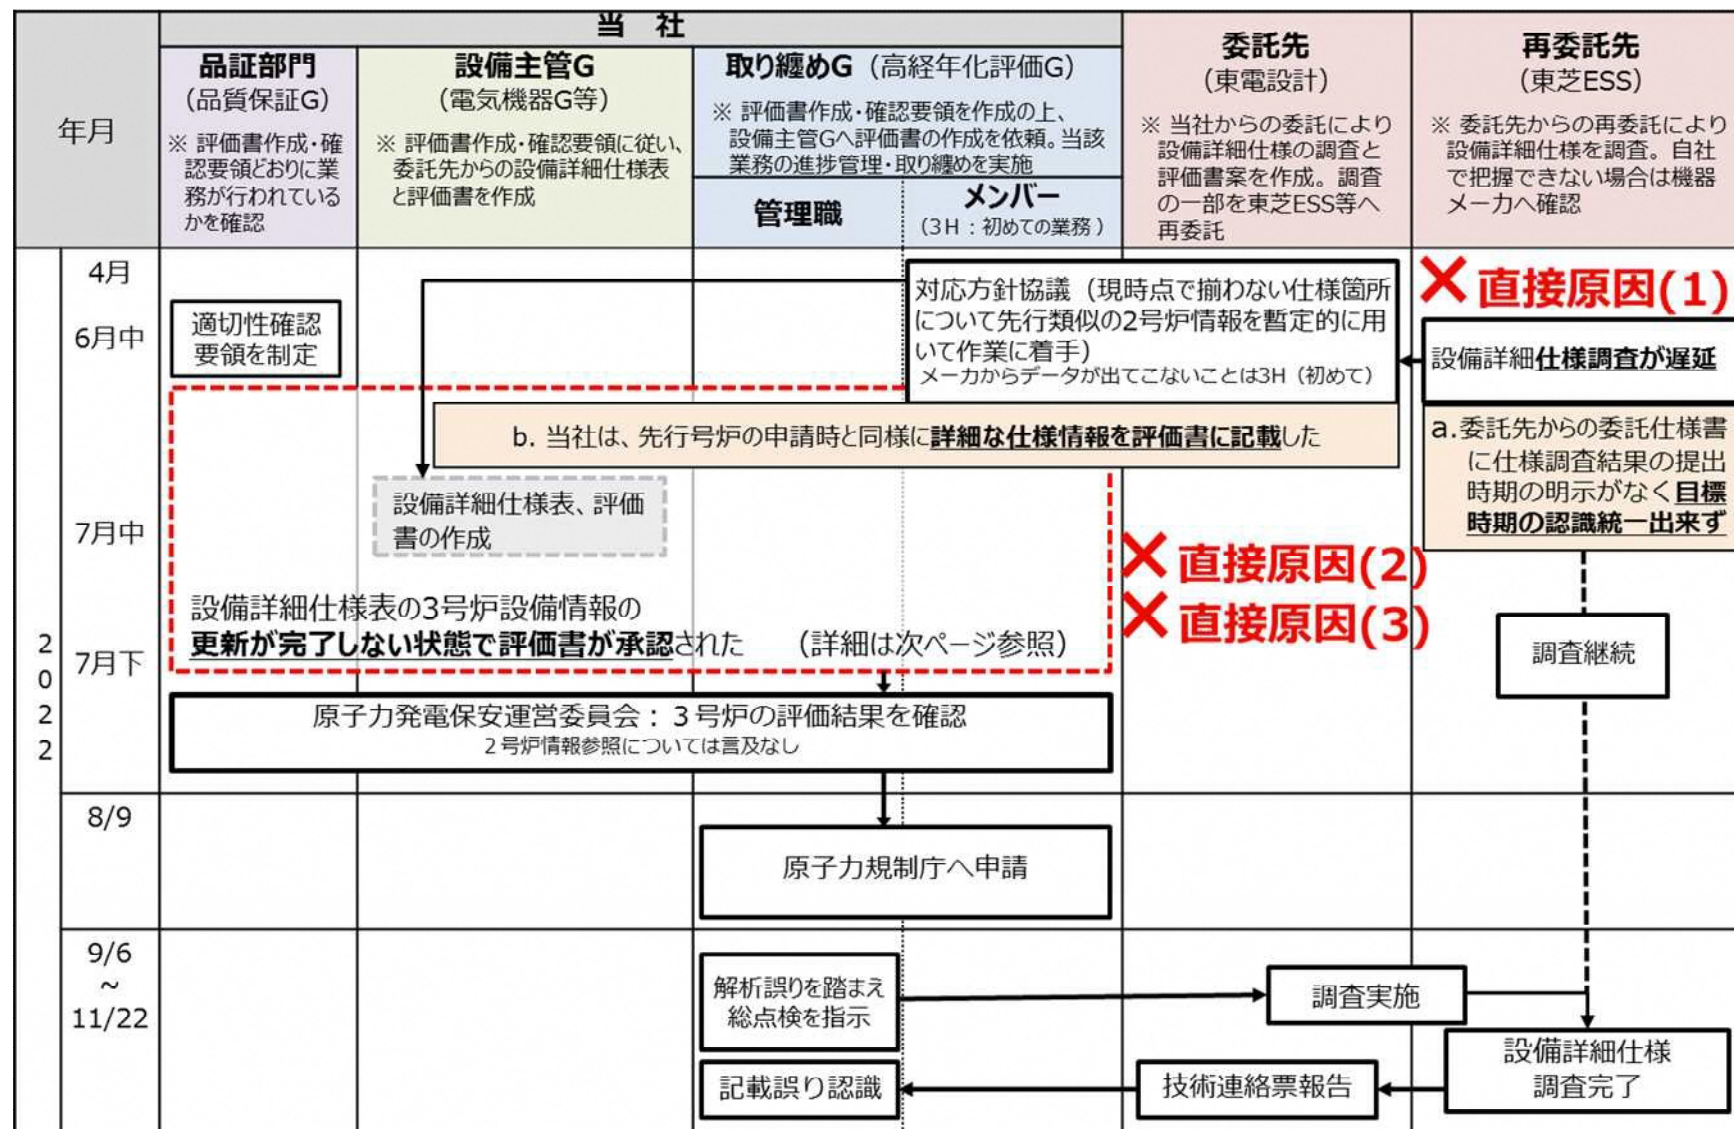 年月
当 社
品証部門
(品質保証G)
※ 評価書作成・確
認要領どおりに業
務が行われている
かを確認
設備主管G
(電気機器G等)
※ 評価書作成・確認要領に従い、
委託先からの設備詳細仕様表
と評価書を作成
取り纏めG（高経年化評価G）
※ 評価書作成・確認要領を作成の上、
設備主管Gへ評価書の作成を依頼。当該
業務の進捗管理・取り纏めを実施
管理職
メンバー
（3H：初めての業務）
委託先
(東電設計)
※ 当社からの委託により
設備詳細仕様の調査と
評価書案を作成。調査
の一部を東芝ESS等へ
再委託
再委託先
(東芝ESS)
※ 委託先からの再委託により
設備詳細仕様を調査。自社
で把握できない場合は機器
メーカへ確認
2022
4月
6月中
適切性確認
要領を制定
対応方針協議（現時点で揃わない仕様箇所
について先行類似の2号炉情報を暫定的に用
いて作業に着手）
メーカからデータが出てこないことは3H（初めて）
直接原因(1)
設備詳細仕様調査が遅延
a.委託先からの委託仕様書
に仕様調査結果の提出
時期の明示がなく目標
時期の認識統一出来ず
b. 当社は、先行号炉の申請時と同様に詳細な仕様情報を評価書に記載した
7月中
設備詳細仕様表、評価
書の作成
直接原因(2)
直接原因(3)
7月下
設備詳細仕様表の3号炉設備情報の
更新が完了しない状態で評価書が承認された （詳細は次ページ参照）
調査継続
原子力発電保安運営委員会：３号炉の評価結果を確認
２号炉情報参照については言及なし
8/9
原子力規制庁へ申請
9/6
～
11/22
解析誤りを踏まえ
総点検を指示
調査実施
設備詳細仕様
調査完了
技術連絡票報告
記載誤り認識